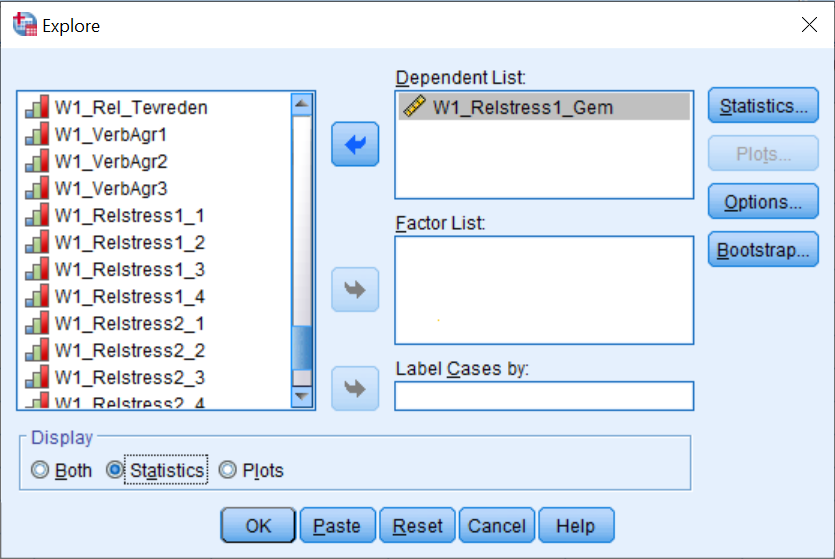 Explore
W1_Rel_Tevreden
W1_VerbAgr1
W1_VerbAgr2
W1_VerbAgr3
W1_Relstress1_1
W1_Relstress1_2
W1_Relstress1_3
W1_Relstress1_4
W1_Relstress2_1
W1_Relstress2_2
W1_Relstress2_3
W1_Relstress2_4
Dependent List:
W1_Relstress1_Gem
Factor List:
Label Cases by:
Statistics...
Plots...
Options...
Bootstrap...
Display
Both Statistics Plots
OK Paste Reset Cancel Help